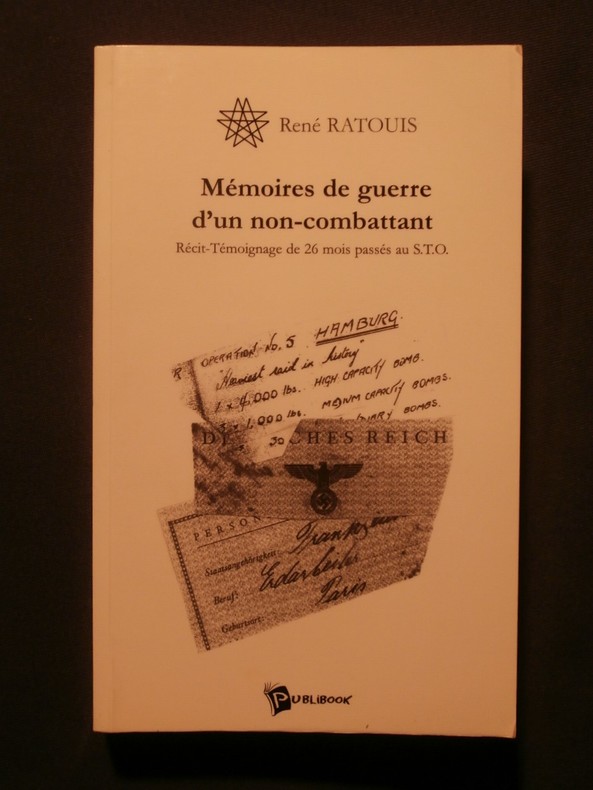 René RATOUIS
Mémoires de guerre
d'un non-combattant
Récit-Témoignage de 26 mois passés au S.T.O.
OPERATION No. 5 HAMBURG.
"Heaviest raid in history"
1 x 4,000 lbs. HIGH CAPACITY BOMB.
1,000 lbs. MEDIUM CAPACITY BOMBS.
30 BOMBS.
CHES REICH
PERSON
Staatsangehörigkeit:
Beruf: Erdarbeiter
Geburtsort: Paris
PUBLIBOOK